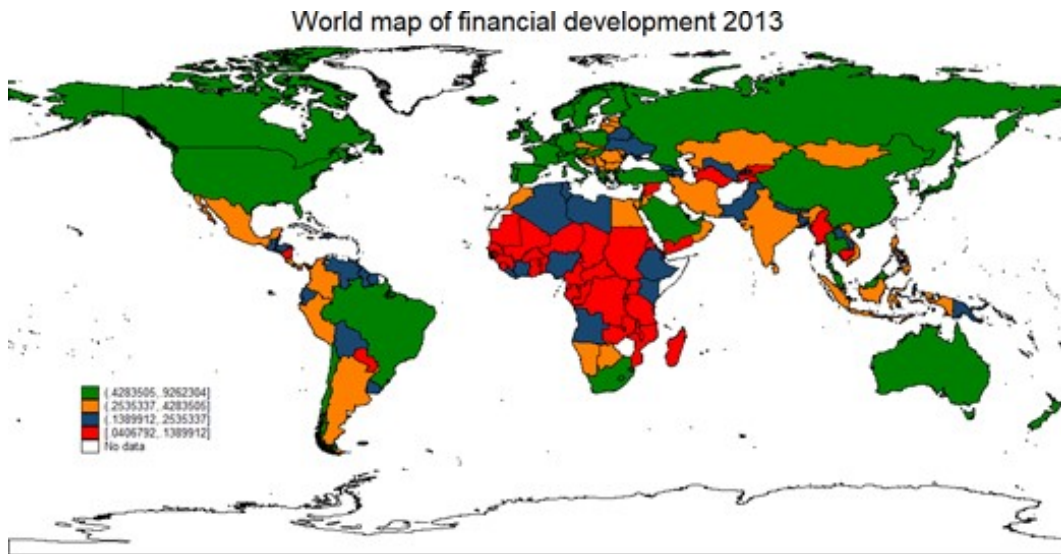 World map of financial development 2013
(.4283505,.9262304]
(.2535337,.4283505]
(.1389912,.2535337]
[.0406792,.1389912]
No data